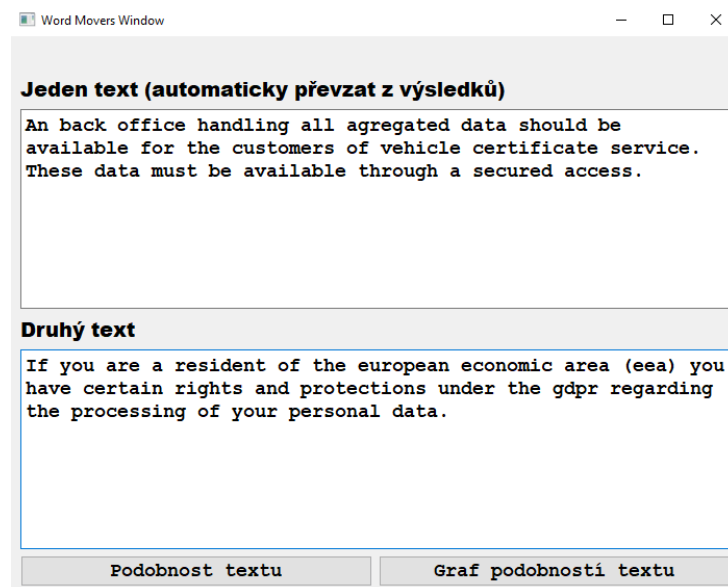 Word Movers Window
Jeden text (automaticky převzat z výsledků)
An back office handling all agregated data should be
available for the customers of vehicle certificate service.
These data must be available through a secured access.
Druhý text
If you are a resident of the european economic area (eea) you
have certain rights and protections under the gdpr regarding
the processing of your personal data.
Podobnost textu
Graf podobností textu